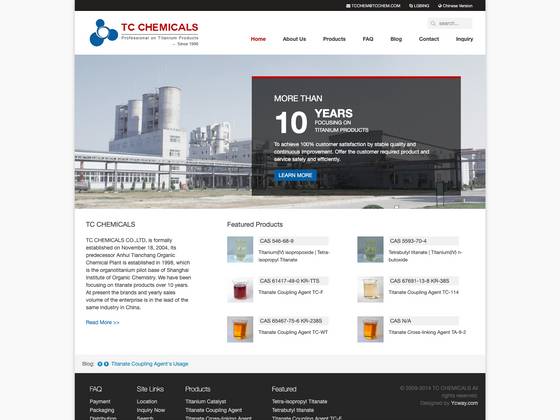 TCCHEM@TCCHEM.COM LGBING Chinese Version
TC CHEMICALS
Professional on Titanium Products
— Since 1998
search...
Home About Us Products FAQ Blog Contact Inquiry
MORE THAN
10 YEARS
FOCUSING ON
TITANIUM PRODUCTS
To achieve 100% customer satisfaction by stable quality and
continuous improvement. Offer the customer required product and
service safely and efficiently.
LEARN MORE
TC CHEMICALS
TC CHEMICALS CO.,LTD, is formally
established on November 18, 2004, its
predecessor Anhui Tianchang Organic
Chemical Plant is established in 1998, which
is the organotitanium pilot base of Shanghai
Institute of Organic Chemistry. We have been
focusing on titanate products over 10 years.
At present the brands and yearly sales
volume of the enterprise is in the lead of the
same industry in China.
Read More >>
Featured Products
CAS 546-68-9
Titanium(IV) isopropoxide | Tetra-
isopropyl Titanate
CAS 5593-70-4
Tetrabutyl titanate | Titanium(IV) n-
butoxide
CAS 61417-49-0 KR-TTS
Titanate Coupling Agent TC-F
CAS 67691-13-8 KR-38S
Titanate Coupling Agent TC-114
CAS 65467-75-6 KR-238S
Titanate Coupling Agent TC-WT
CAS N/A
Titanate Cross-linking Agent TA-9-2
Blog: Titanate Coupling Agent's Usage
FAQ
Payment
Packaging
Distribution
Site Links
Location
Inquiry Now
Search
Products
Titanium Catalyst
Titanate Coupling Agent
Titanate Cross-linking Agent
Featured
Tetra-isopropyl Titanate
Tetrabutyl titanate
Titanate Coupling Agent TC-F
© 2009-2014 TC CHEMICALS All
rights reserved.
Designed by Ycway.com